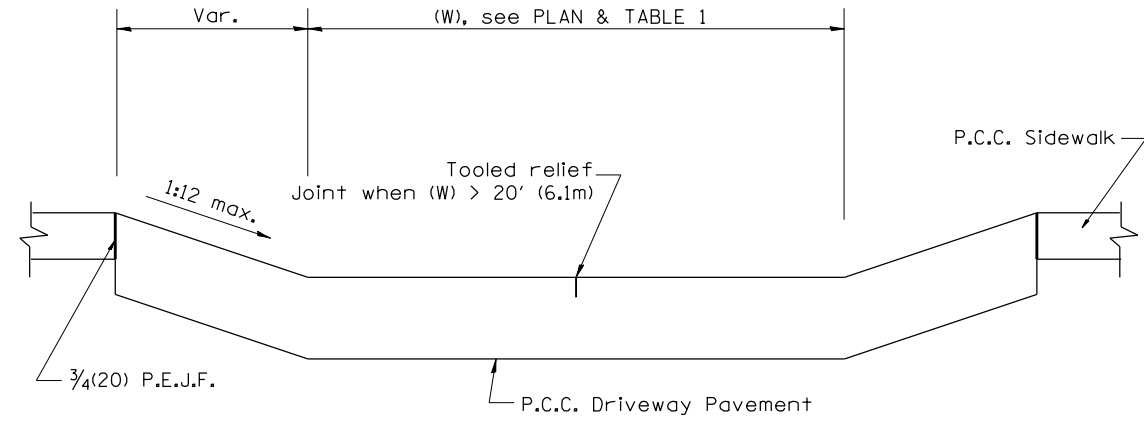 Var.
(W), see PLAN & TABLE 1
P.C.C. Sidewalk
Tooled relief
Joint when (W) > 20' (6.1m)
1:12 max.
¾(20) P.E.J.F.
P.C.C. Driveway Pavement